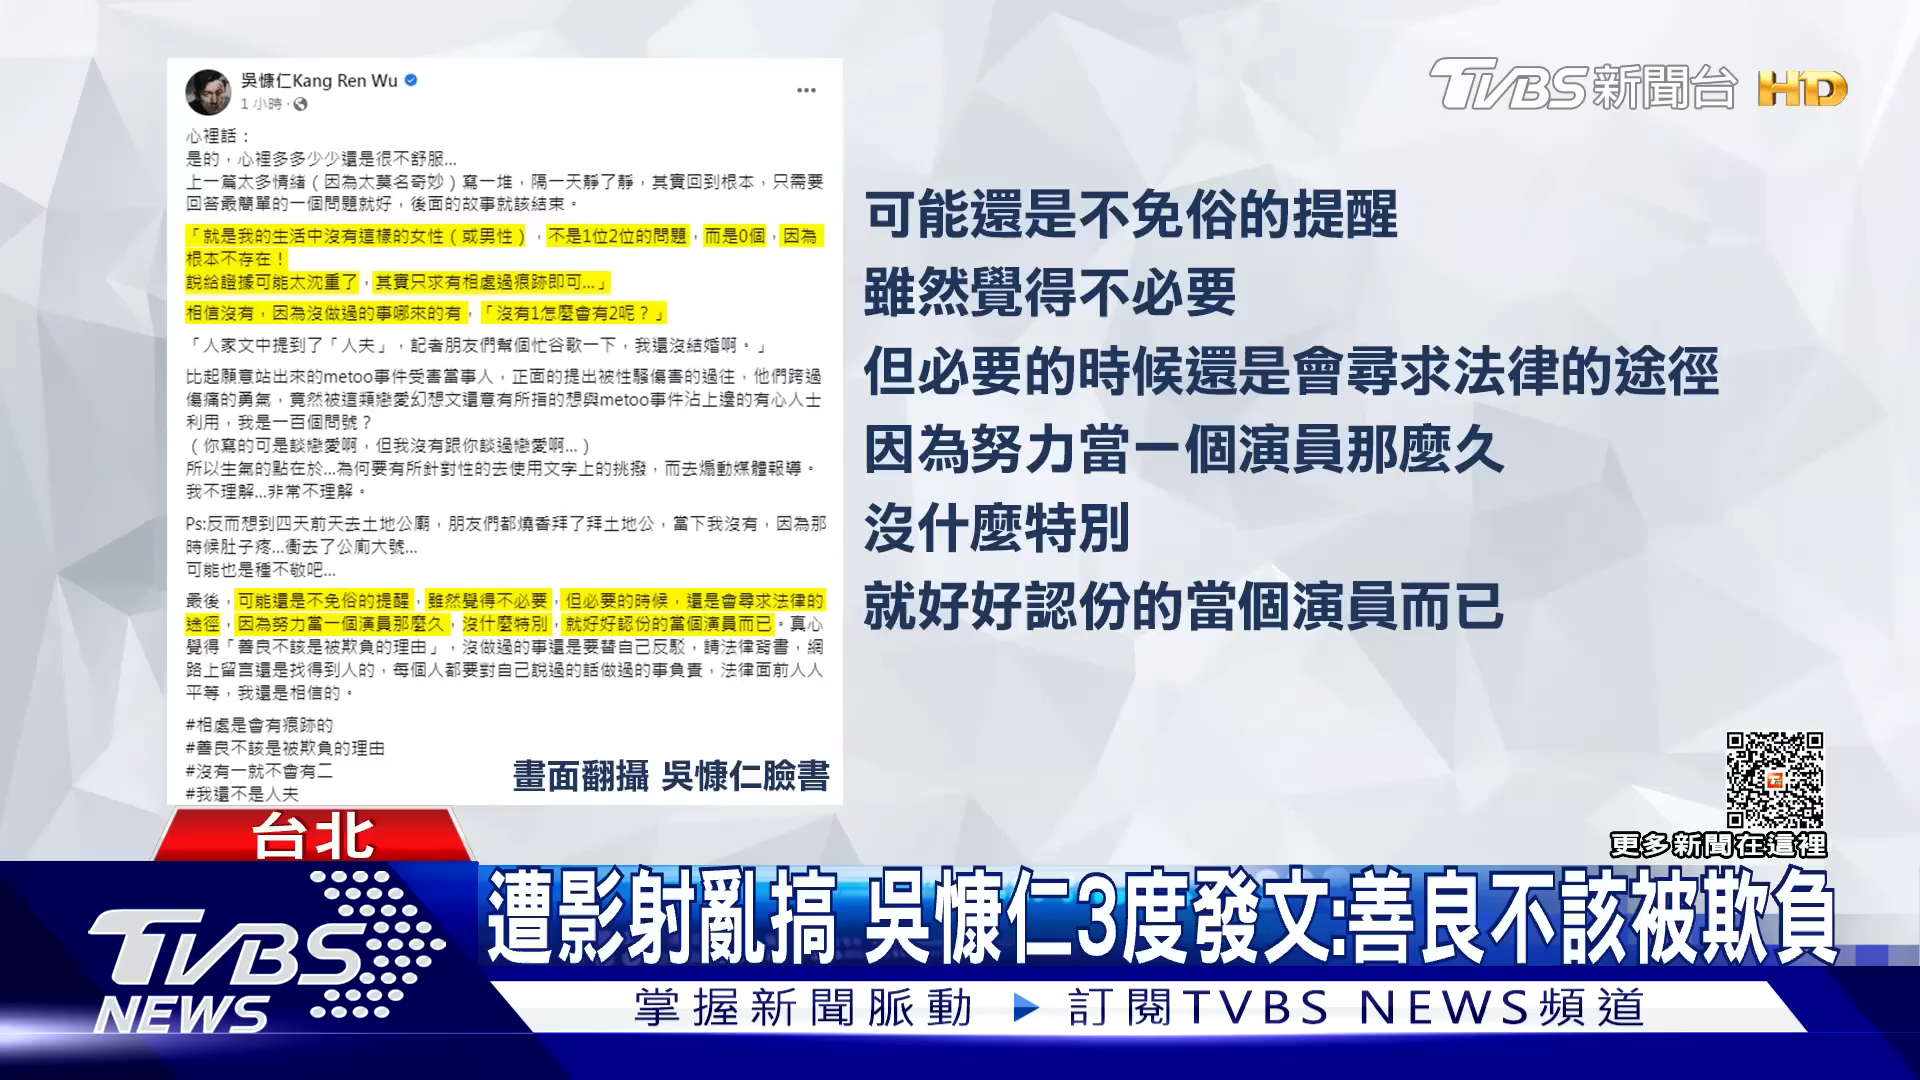 吳慷仁Kang Ren Wu
1 小時
心裡話：
是的，心裡多多少少還是很不舒服...
上一篇太多情緒（因為太莫名奇妙）寫一堆，隔一天靜了靜，其實回到根本，只需要
回答最簡單的一個問題就好，後面的故事就該結束。
「就是我的生活中沒有這樣的女性（或男性），不是1位2位的問題，而是0個，因為
根本不存在！
說給證據可能太沈重了，其實只求有相處過痕跡即可...」
相信沒有，因為沒做過的事哪來的有，「沒有1怎麼會有2呢？」
「人家文中提到了「人夫」，記者朋友們幫個忙谷歌一下，我還沒結婚啊。」
比起願意站出來的metoo事件受害當事人，正面的提出被性騷傷害的過往，他們跨過
傷痛的勇氣，竟然被這類戀愛幻想文還意有所指的想與metoo事件沾上邊的有心人士
利用，我是一百個問號？
（你寫的可是談戀愛啊，但我沒有跟你談過戀愛啊...）
所以生氣的點在於...為何要有所針對性的去使用文字上的挑撥，而去煽動媒體報導。
我不理解...非常不理解。
Ps:反而想到四天前天去土地公廟，朋友們都燒香拜了拜土地公，當下我沒有，因為那
時候肚子疼...衝去了公廁大號...
可能也是種不敬吧...
最後，可能還是不免俗的提醒，雖然覺得不必要，但必要的時候，還是會尋求法律的
途徑，因為努力當一個演員那麼久，沒什麼特別，就好好認份的當個演員而已。真心
覺得「善良不該是被欺負的理由」，沒做過的事還是要替自己反駁，請法律背書，網
路上留言還是找得到人的，每個人都要對自己說過的話做過的事負責，法律面前人人
平等，我還是相信的。
#相處是會有痕跡的
#善良不該是被欺負的理由
#沒有一就不會有二
#我還不是人夫
畫面翻攝 吳慷仁臉書
TVBS新聞台 HD
可能還是不免俗的提醒
雖然覺得不必要
但必要的時候還是會尋求法律的途徑
因為努力當一個演員那麼久
沒什麼特別
就好好認份的當個演員而已
更多新聞在這裡
台北
遭影射亂搞 吳慷仁3度發文:善良不該被欺負
TVBS
NEWS
掌握新聞脈動 訂閱TVBS NEWS頻道